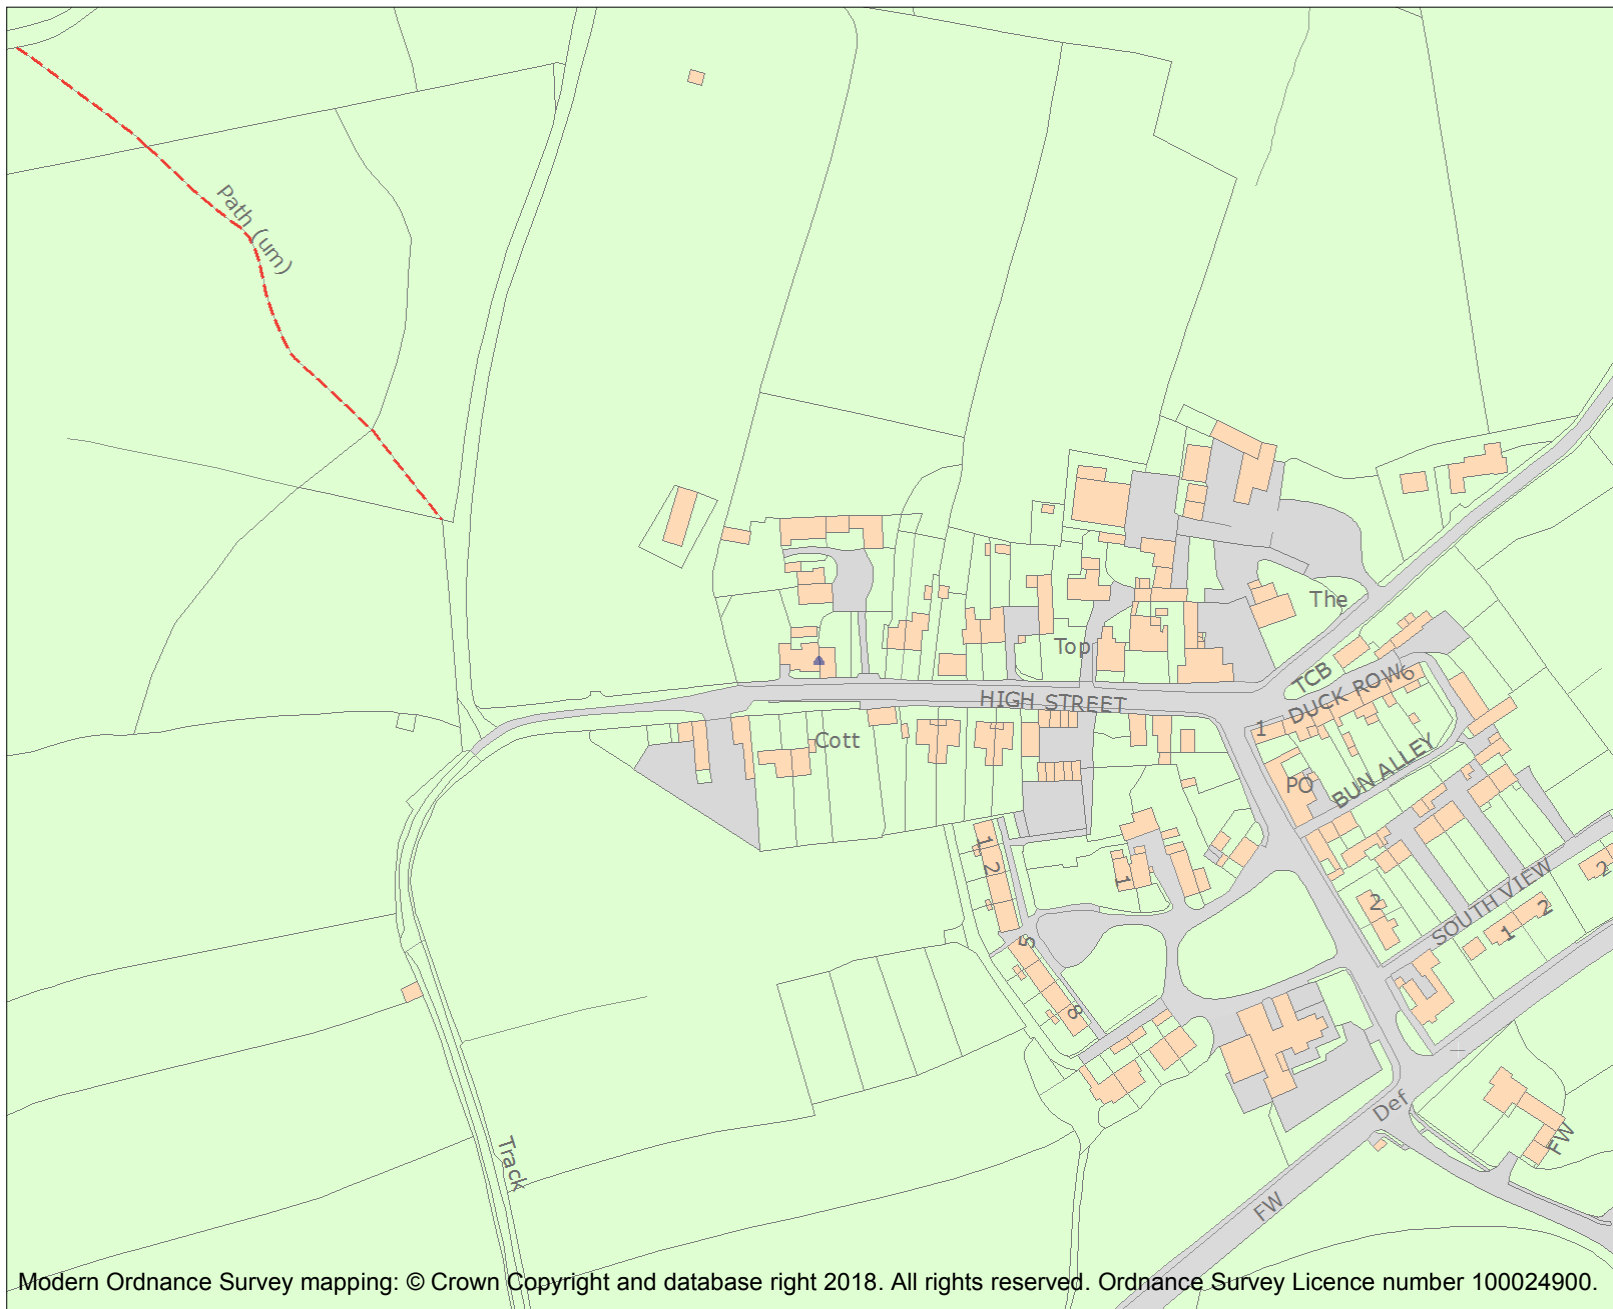 Path (um)
The
Top
TCB
DUCK ROW
6
HIGH STREET
1
Cott
PO
BUN ALLEY
1
2
1
2
SOUTH VIEW
2
2
1
5
8
Def
FW
Track
FW
Modern Ordnance Survey mapping: © Crown Copyright and database right 2018. All rights reserved. Ordnance Survey Licence number 100024900.